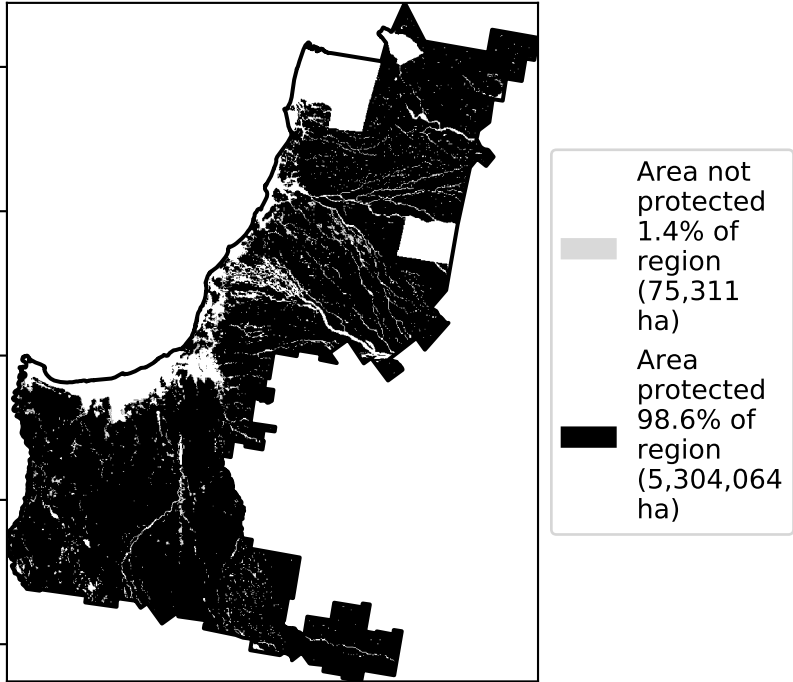 Area not
protected
1.4% of
region
(75,311
ha)
Area
protected
98.6% of
region
(5,304,064
ha)